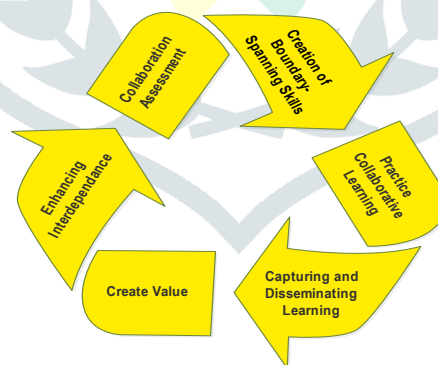 Collaboration
Assessment
Creation of
Boundary-
Spanning Skills
Practice
Collaborative
Learning
Capturing and
Disseminating
Learning
Create Value
Enhancing
Interdependance